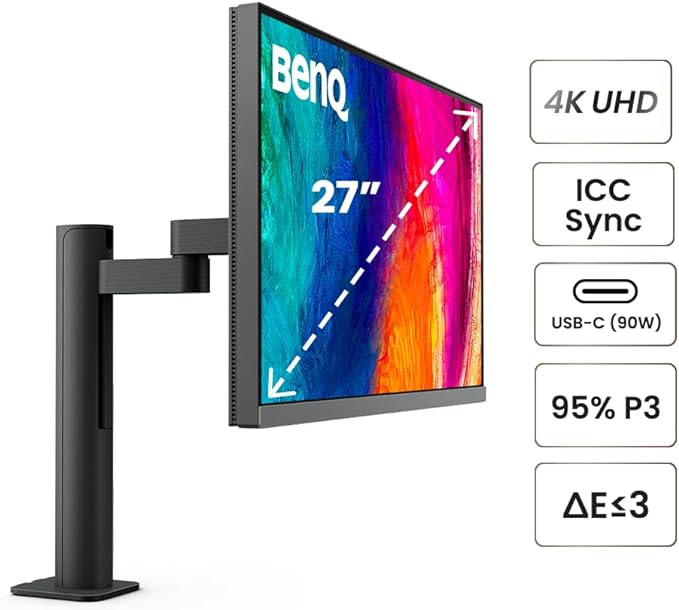 BenQ
27"
4K UHD
ICC
Sync
USB-C (90W)
95% P3
ΔE≤3